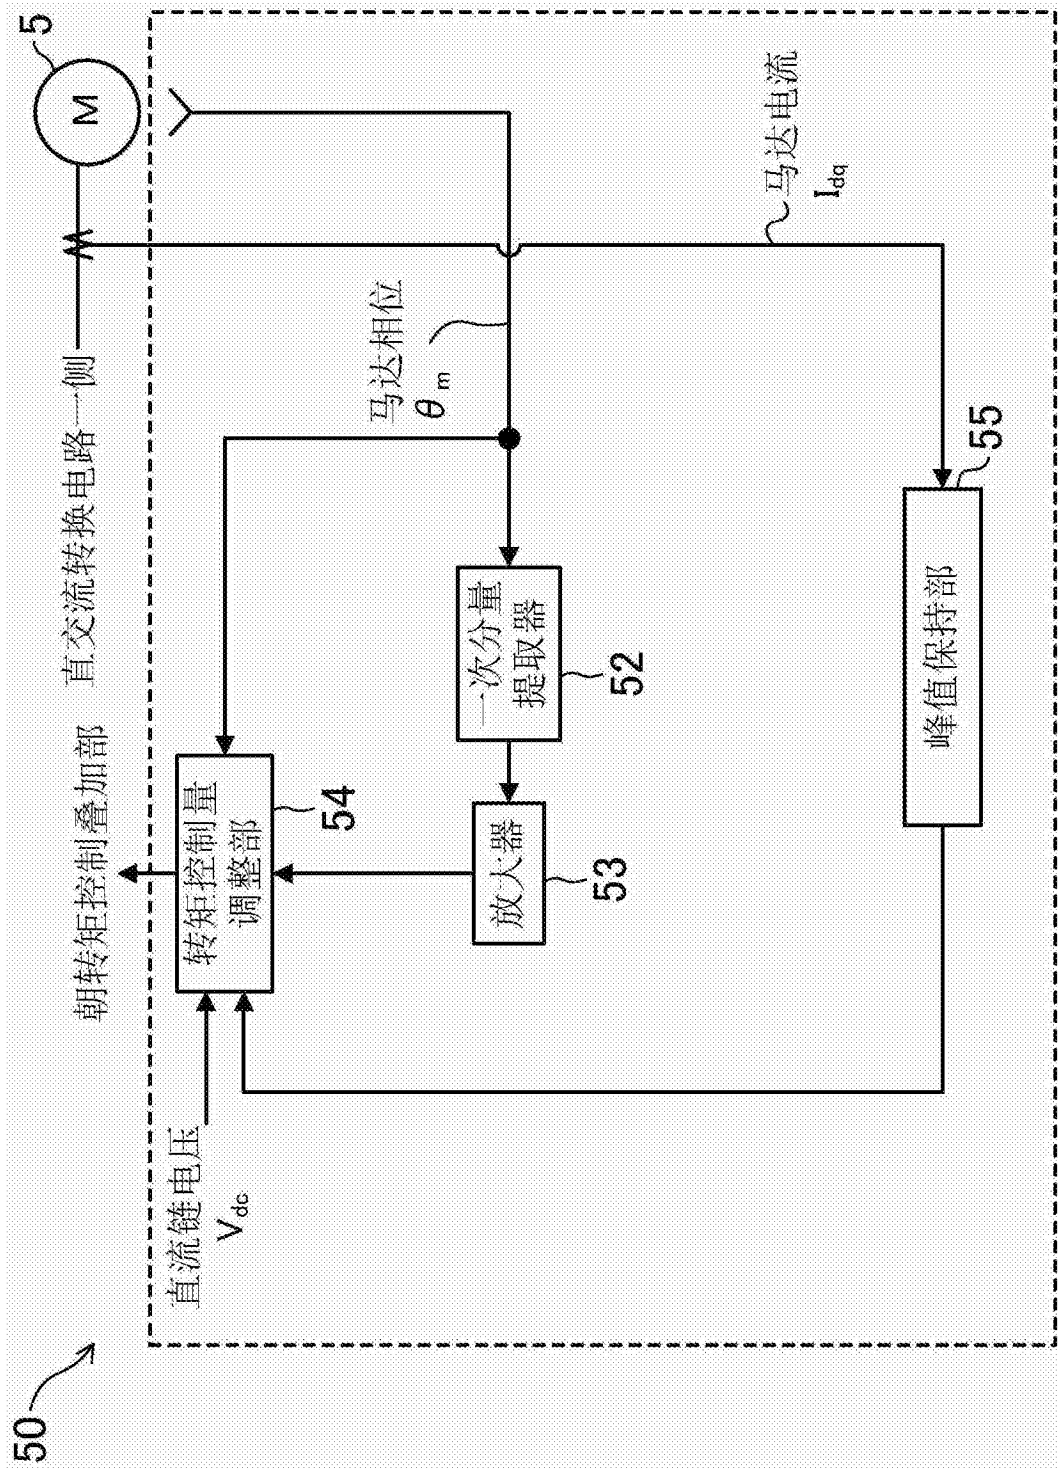 50
朝转矩控制叠加部
直交流转换电路一侧
5
M
直流链电压
Vdc
转矩控制量
调整部
54
马达相位
θm
一次分量
提取器
52
放大器
53
马达电流
Idq
峰值保持部
55